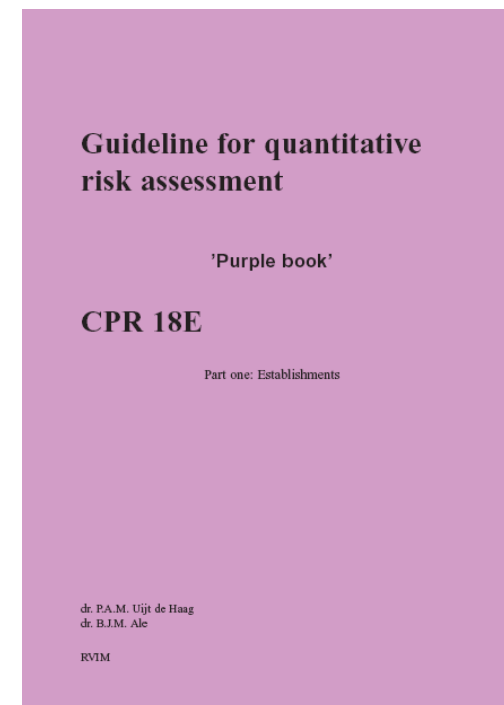 Guideline for quantitative
risk assessment
’Purple book’
CPR 18E
Part one: Establishments
dr. P.A.M. Uijt de Haag
dr. B.J.M. Ale
RVIM